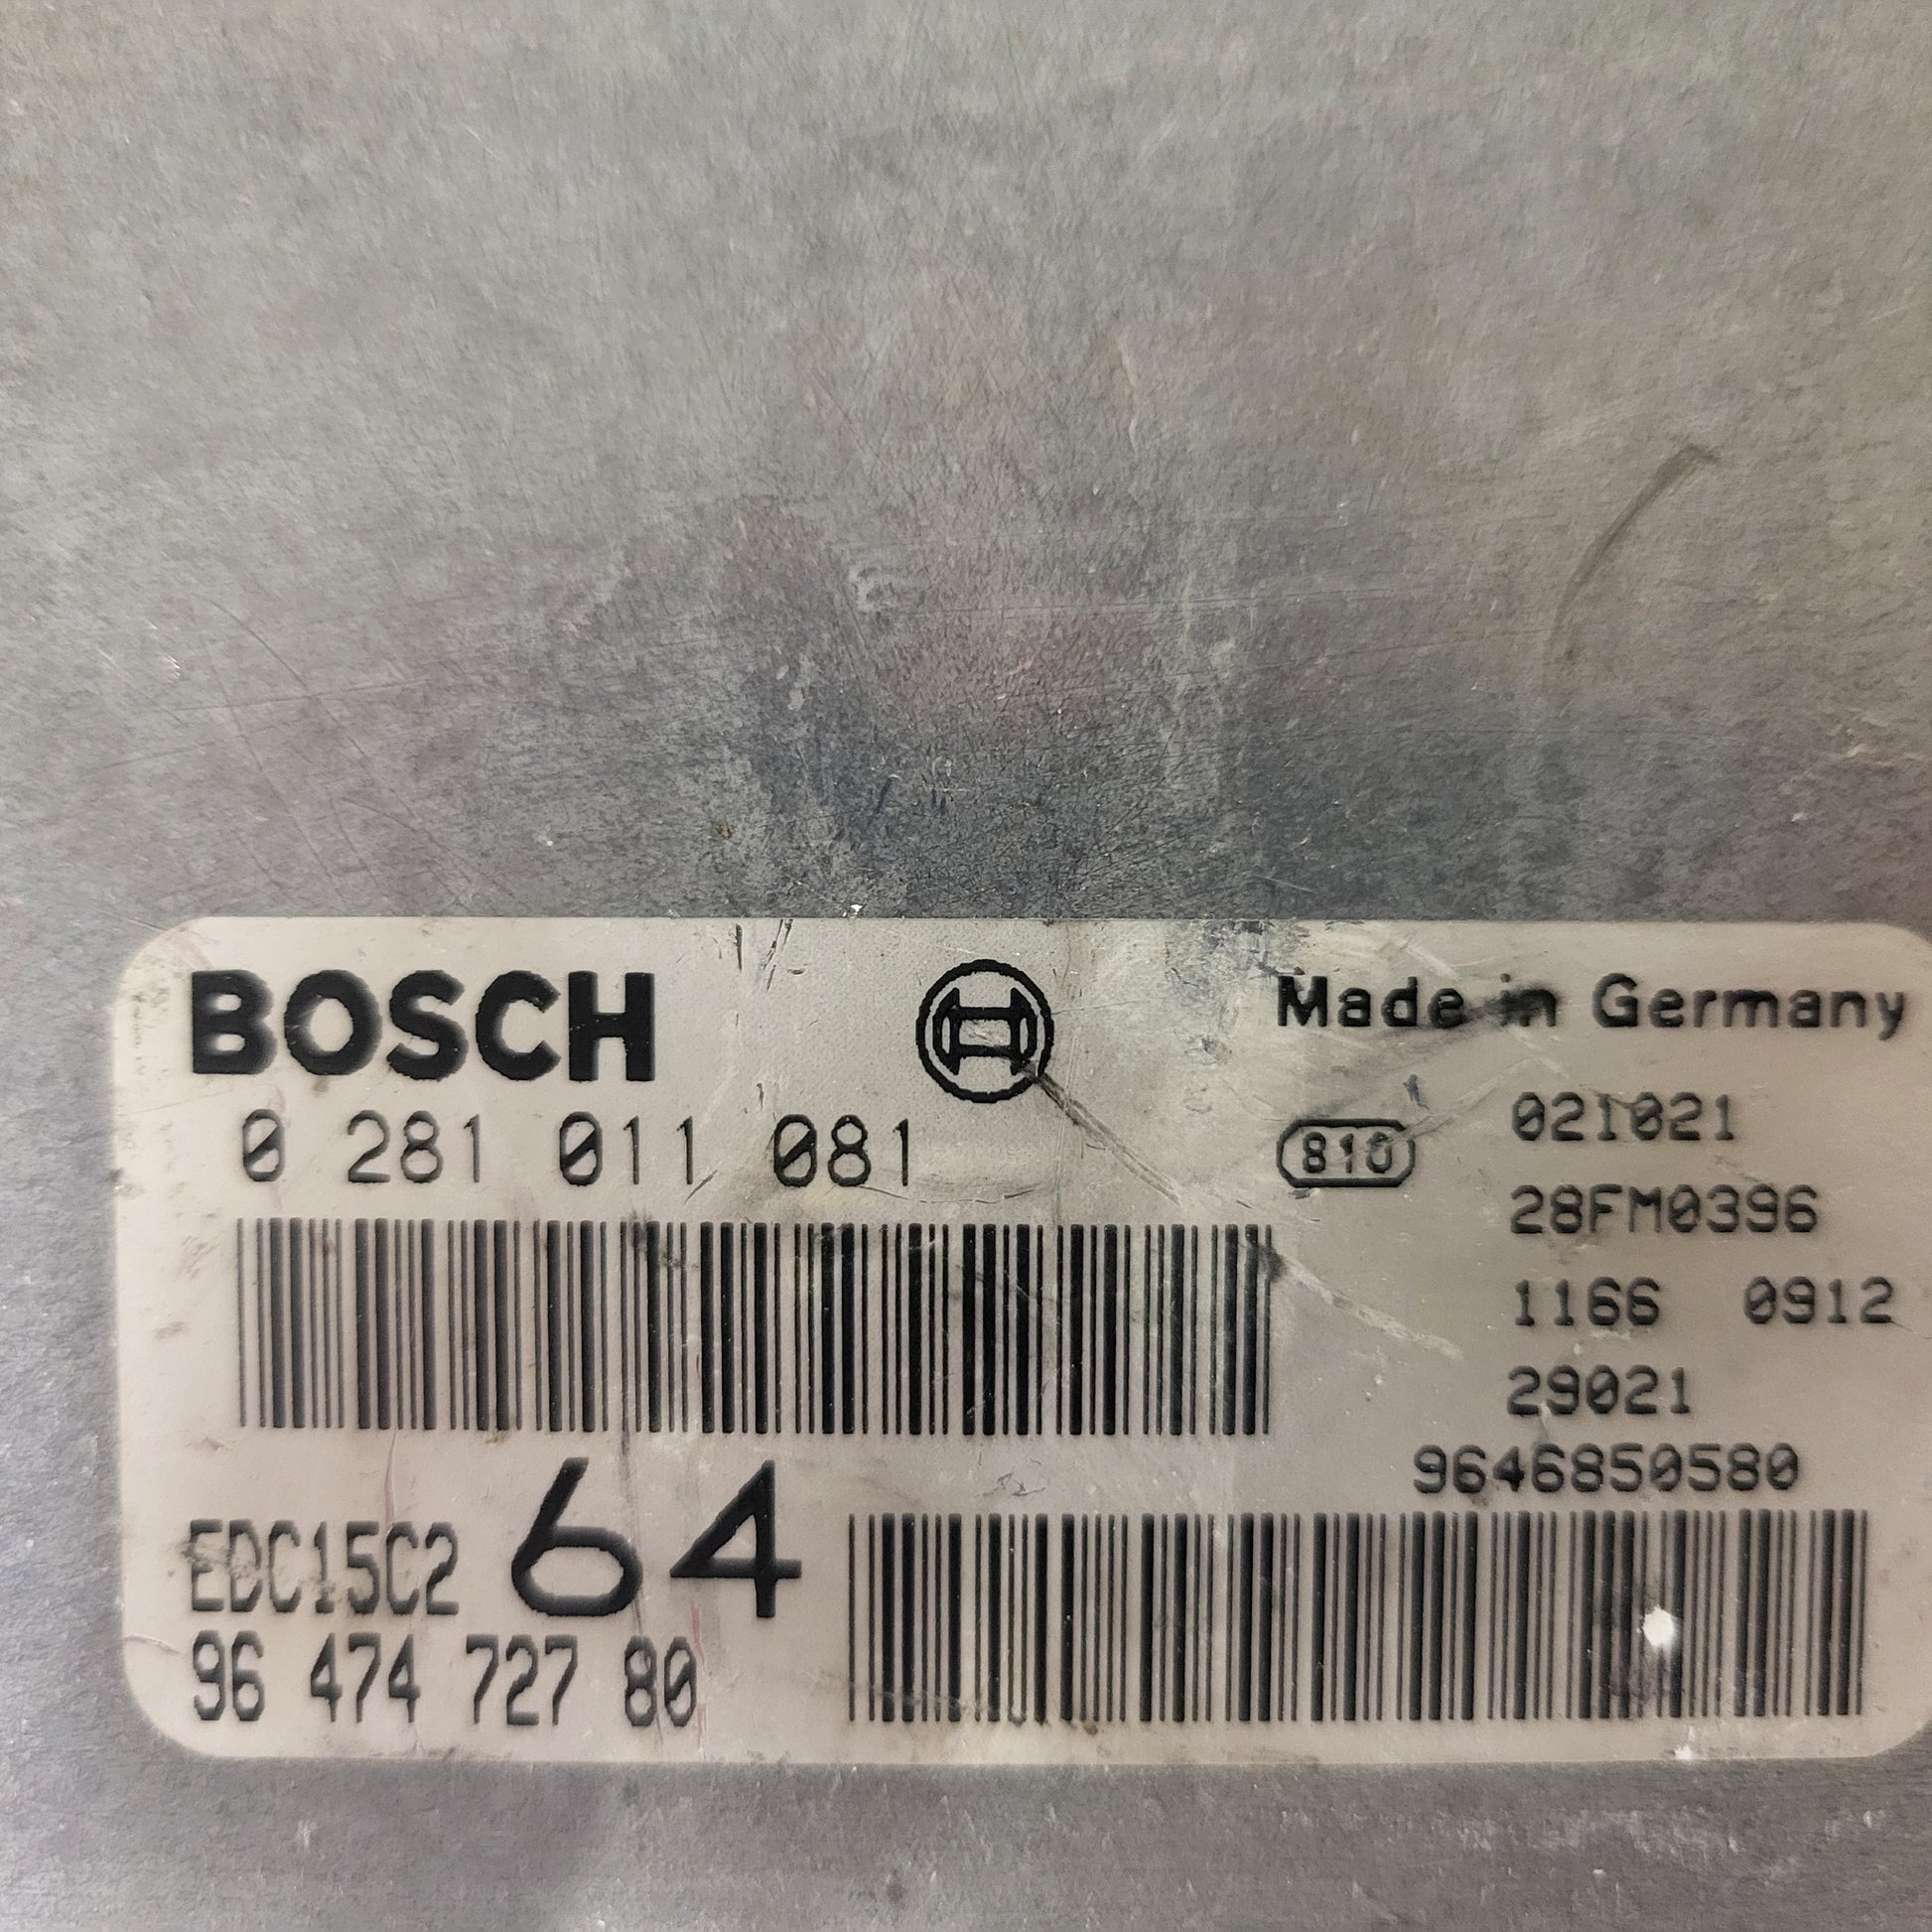 BOSCH
Made in Germany
0 281 011 081
810
021021
28FM0396
1166 0912
29021
9646850580
EDC15C2 64
96 474 727 80